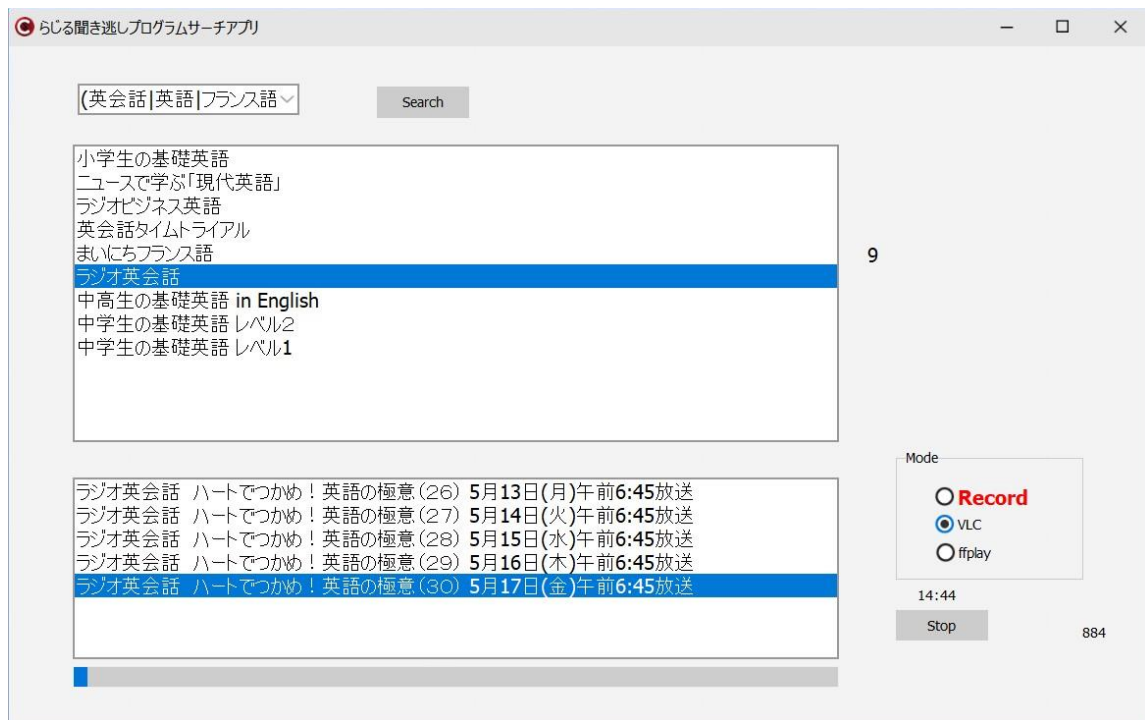 らじる聞き逃しプログラムサーチアプリ
(英会話|英語|フランス語
Search
小学生の基礎英語
ニュースで学ぶ「現代英語」
ラジオビジネス英語
英会話タイムトライアル
まいにちフランス語
9
ラジオ英会話
中高生の基礎英語 in English
中学生の基礎英語 レベル2
中学生の基礎英語 レベル1
Mode
ラジオ英会話 ハートでつかめ！英語の極意(26) 5月13日(月)午前6:45放送
ラジオ英会話 ハートでつかめ！英語の極意(27) 5月14日(火)午前6:45放送
ラジオ英会話 ハートでつかめ！英語の極意(28) 5月15日(水)午前6:45放送
ラジオ英会話 ハートでつかめ！英語の極意(29) 5月16日(木)午前6:45放送
ラジオ英会話 ハートでつかめ！英語の極意(30) 5月17日(金)午前6:45放送
Record
VLC
ffplay
14:44
Stop
884